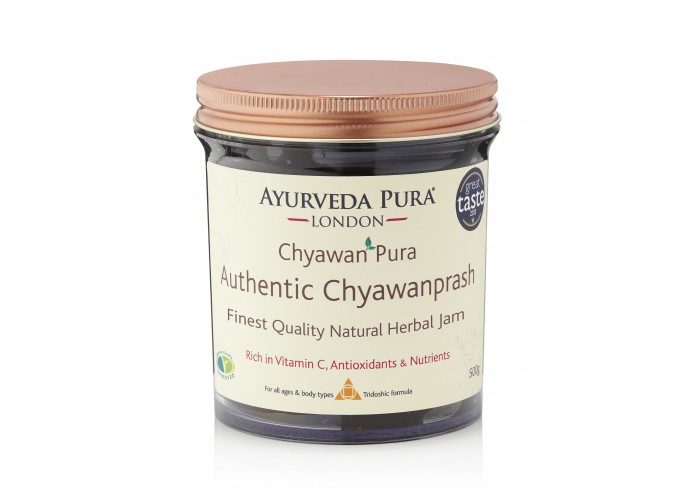 AYURVEDA PURA®
LONDON
great
taste
Chyawan Pura
Authentic Chyawanprash
Finest Quality Natural Herbal Jam
Rich in Vitamin C, Antioxidants & Nutrients
500g
For all ages & body types
Tridoshic formula